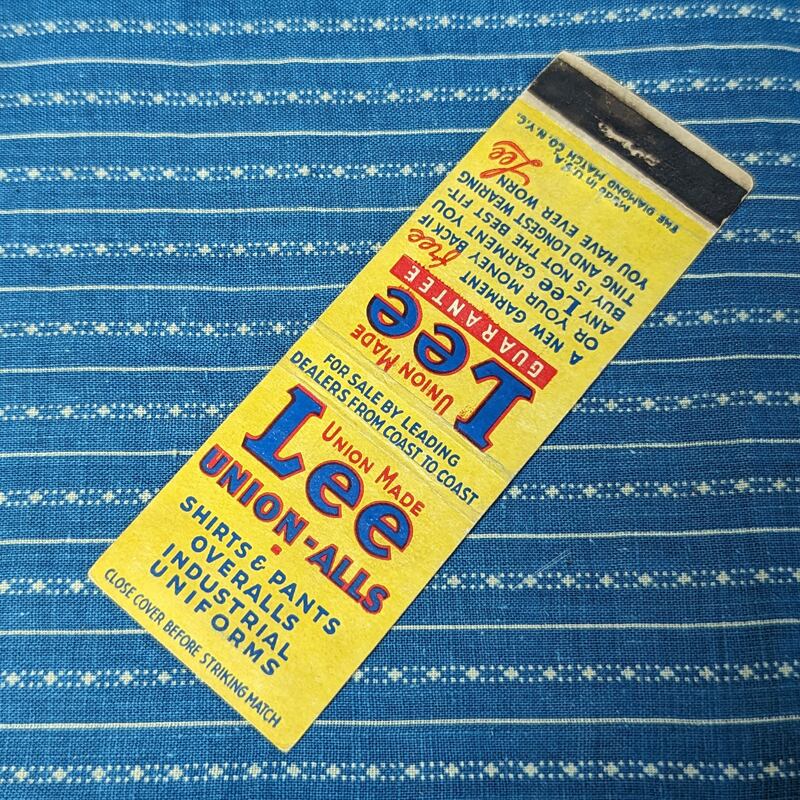 Lee
UNION MADE
UNION-ALLS
SHIRTS & PANTS
OVERALLS
INDUSTRIAL
UNIFORMS
CLOSE COVER BEFORE STRIKING MATCH
FOR SALE BY LEADING
DEALERS FROM COAST TO COAST
UNION MADE
Lee
GUARANTEE
A NEW GARMENT free
OR YOUR MONEY BACK IF
ANY Lee GARMENT YOU
BUY IS NOT THE BEST FIT-
TING AND LONGEST WEARING
YOU HAVE EVER WORN
Lee
MADE IN U.S.A.
THE DIAMOND MATCH CO. N.Y.C.